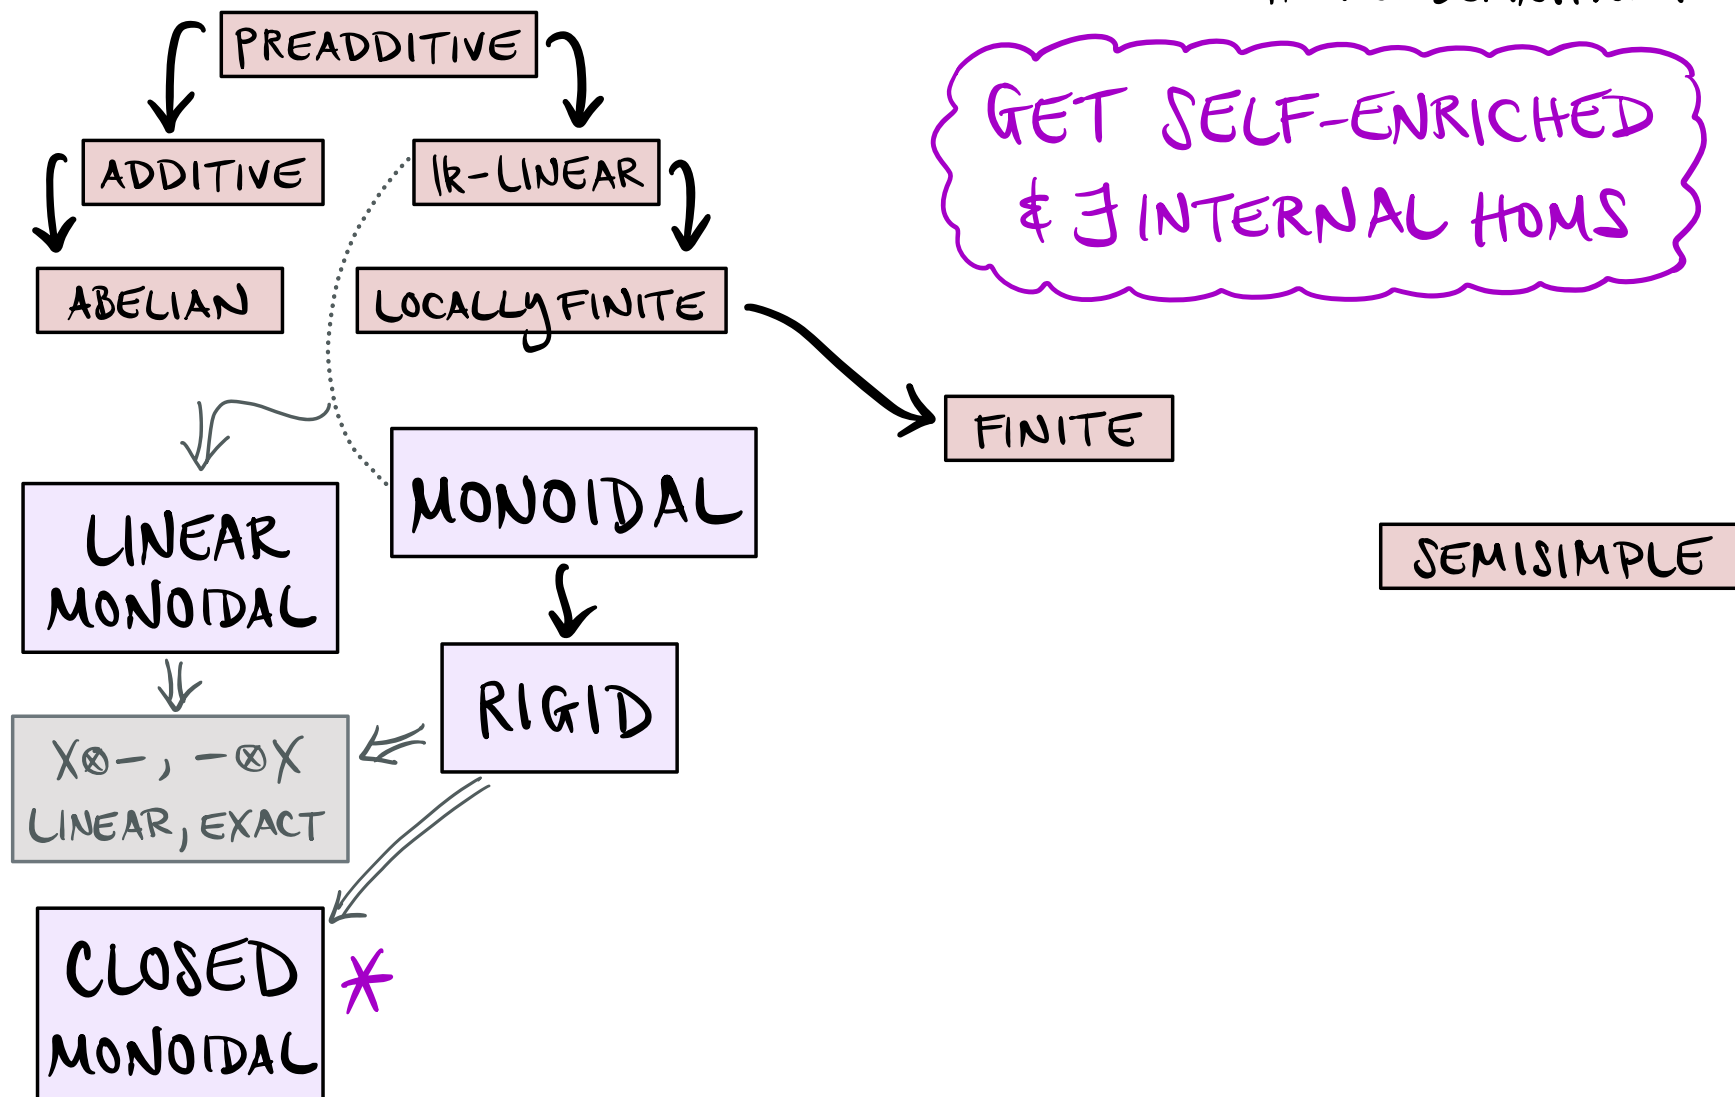 PREADDITIVE
GET SELF-ENRICHED
& ∃ INTERNAL HOMS
ADDITIVE
𝕜-LINEAR
ABELIAN
LOCALLY FINITE
FINITE
MONOIDAL
LINEAR
MONOIDAL
SEMISIMPLE
RIGID
X⊗-, -⊗X
LINEAR, EXACT
CLOSED
MONOIDAL
*